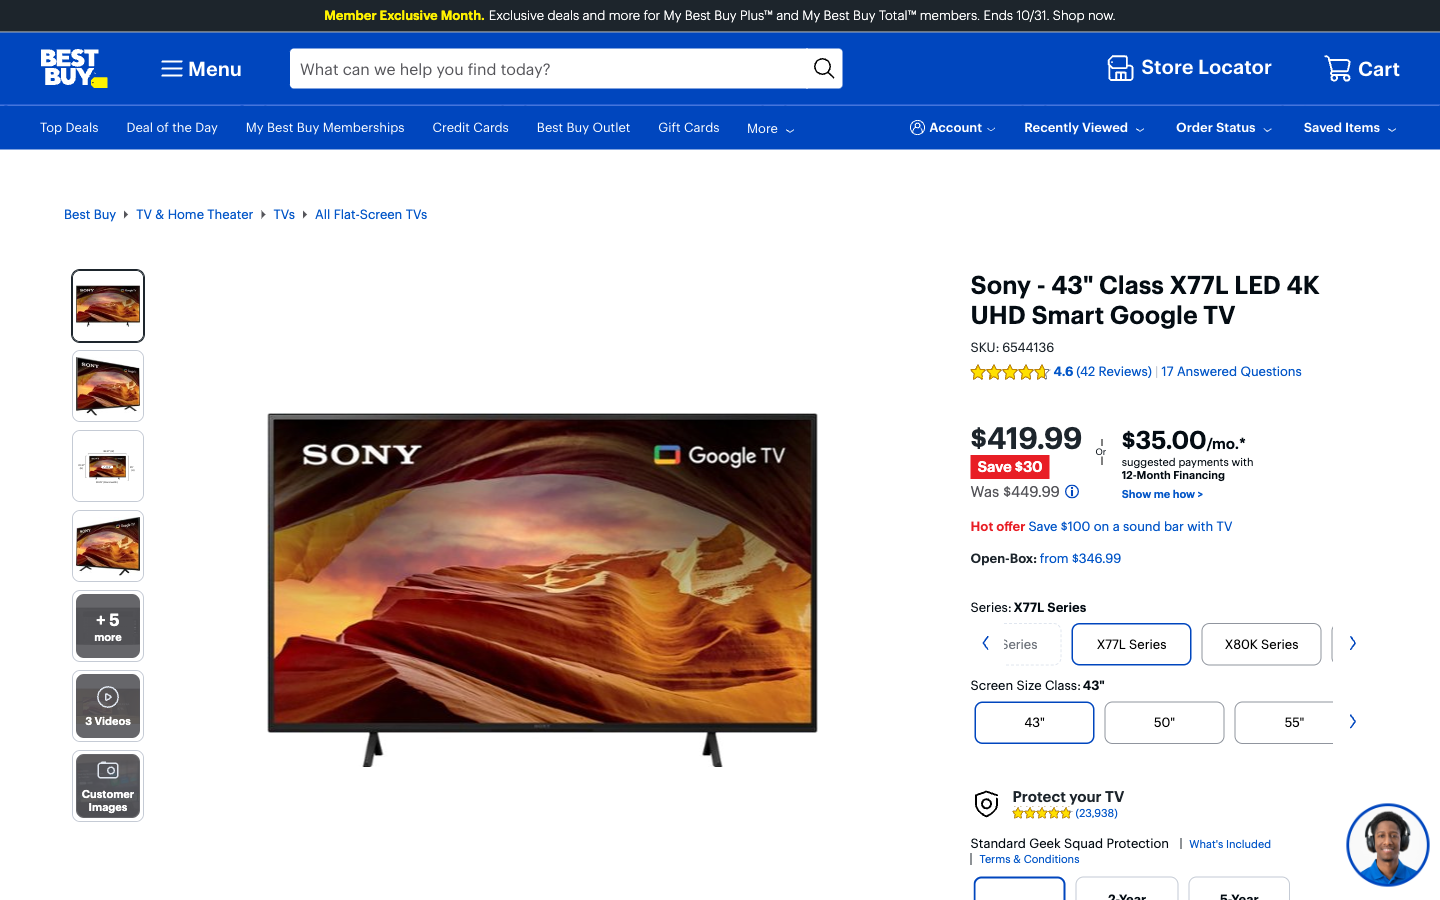 Member Exclusive Month. Exclusive deals and more for My Best Buy Plus™ and My Best Buy Total™ members. Ends 10/31. Shop now.
BEST
BUY
Menu
What can we help you find today?
Store Locator
Cart
Top Deals
Deal of the Day
My Best Buy Memberships
Credit Cards
Best Buy Outlet
Gift Cards
More
Account
Recently Viewed
Order Status
Saved Items
Best Buy
TV & Home Theater
TVs
All Flat-Screen TVs
SONY
SONY
SONY
+ 5
more
3 Videos
Customer
Images
SONY
Google TV
Sony - 43" Class X77L LED 4K
UHD Smart Google TV
SKU: 6544136
4.6 (42 Reviews) | 17 Answered Questions
$419.99
Save $30
Was $449.99
Or
$35.00/mo.*
suggested payments with
12-Month Financing
Show me how >
Hot offer Save $100 on a sound bar with TV
Open-Box: from $346.99
Series: X77L Series
Series
X77L Series
X80K Series
Screen Size Class: 43"
43"
50"
55"
Protect your TV
(23,938)
Standard Geek Squad Protection | What's Included
| Terms & Conditions
2-Year
5-Year